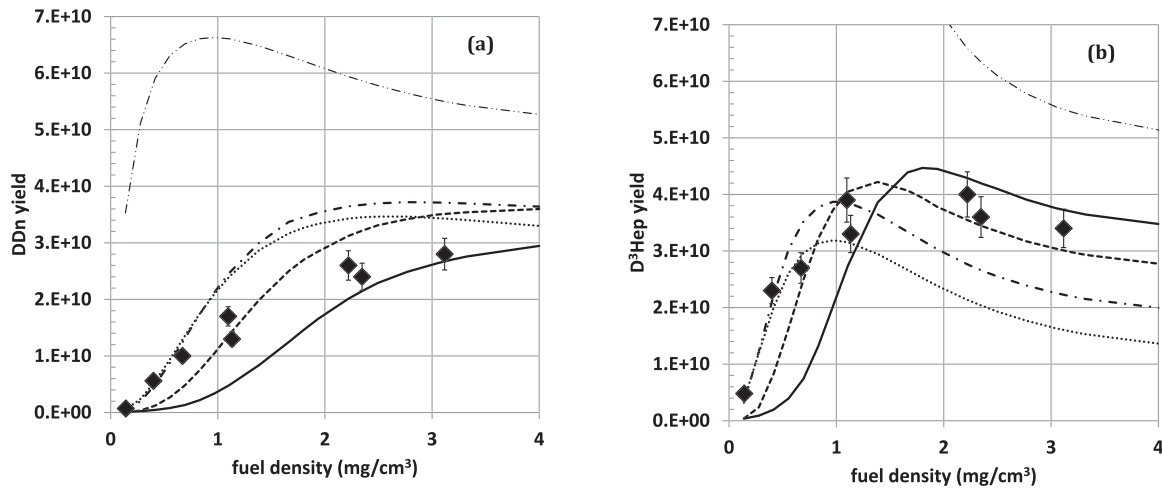 7.E+10
6.E+10
5.E+10
4.E+10
3.E+10
2.E+10
1.E+10
0.E+00
DDn yield
(a)
0 1 2 3 4
fuel density (mg/cm³)
7.E+10
6.E+10
5.E+10
4.E+10
3.E+10
2.E+10
1.E+10
0.E+00
D³Hep yield
(b)
0 1 2 3 4
fuel density (mg/cm³)